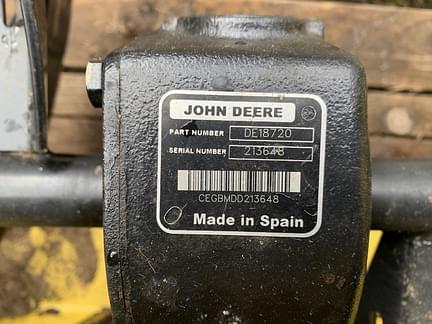 JOHN DEERE
PART NUMBER DE18720
SERIAL NUMBER 213648
CEGBMDD213648
Made in Spain